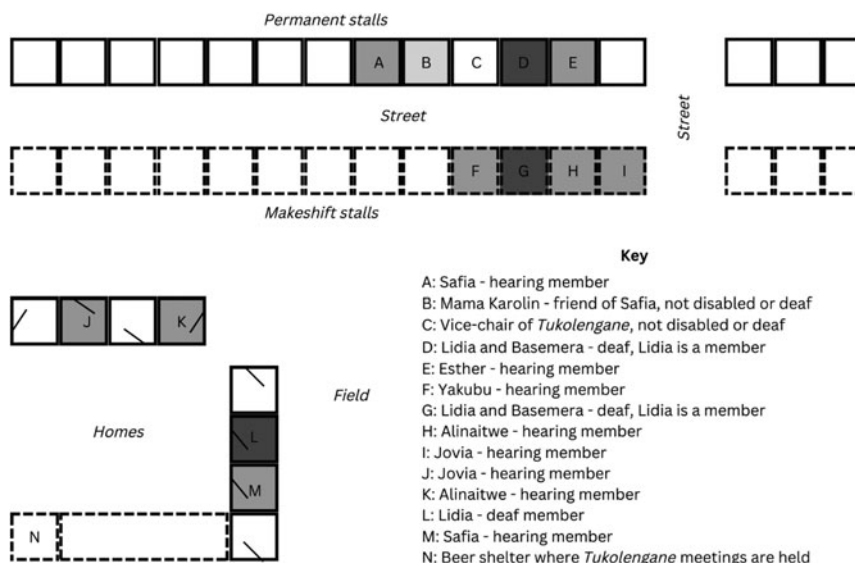 Permanent stalls
A B C D E
Street
Street
F G H I
Makeshift stalls
Key
A: Safia - hearing member
B: Mama Karolin - friend of Safia, not disabled or deaf
C: Vice-chair of Tukolengane, not disabled or deaf
D: Lidia and Basemera - deaf, Lidia is a member
E: Esther - hearing member
F: Yakubu - hearing member
G: Lidia and Basemera - deaf, Lidia is a member
H: Alinaitwe - hearing member
I: Jovia - hearing member
J: Jovia - hearing member
K: Alinaitwe - hearing member
L: Lidia - deaf member
M: Safia - hearing member
N: Beer shelter where Tukolengane meetings are held
J K
Field
Homes
L
M
N